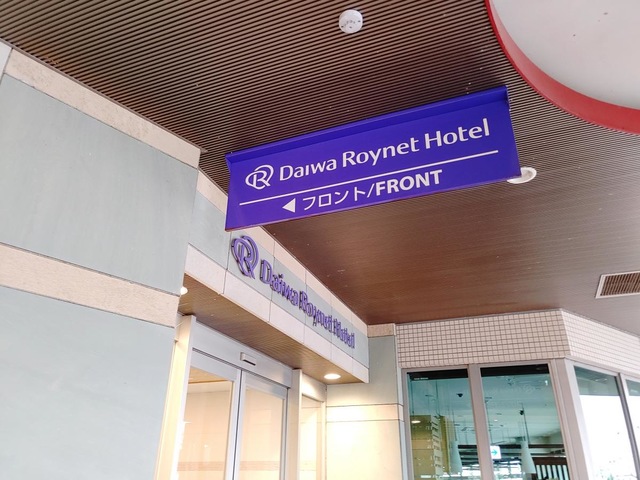 Daiwa Roynet Hotel
◀ フロント/FRONT
Daiwa Roynet Hotel